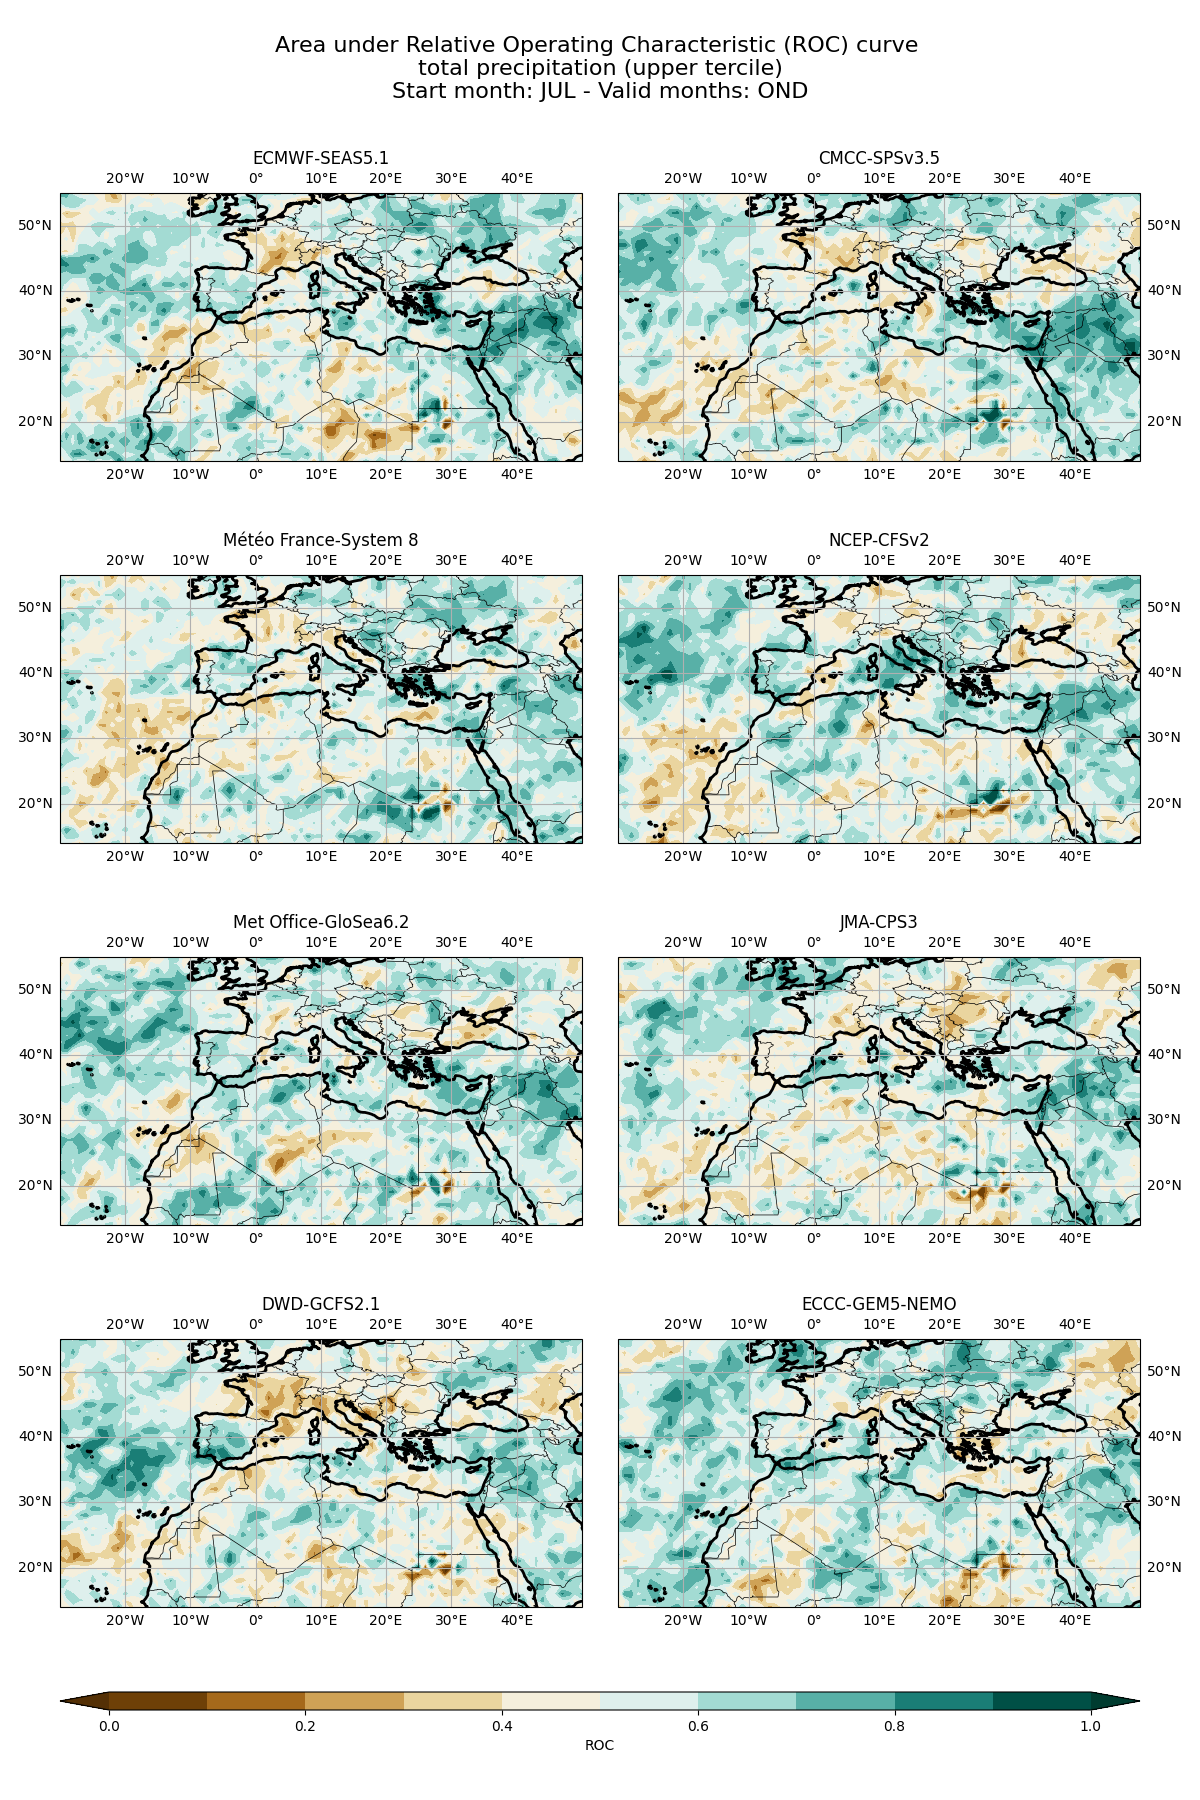 Area under Relative Operating Characteristic (ROC) curve
total precipitation (upper tercile)
Start month: JUL - Valid months: OND
ECMWF-SEAS5.1
20°W 10°W 0° 10°E 20°E 30°E 40°E
50°N
40°N
30°N
20°N
20°W 10°W 0° 10°E 20°E 30°E 40°E
CMCC-SPSv3.5
20°W 10°W 0° 10°E 20°E 30°E 40°E
50°N
40°N
30°N
20°N
20°W 10°W 0° 10°E 20°E 30°E 40°E
Météo France-System 8
20°W 10°W 0° 10°E 20°E 30°E 40°E
50°N
40°N
30°N
20°N
20°W 10°W 0° 10°E 20°E 30°E 40°E
NCEP-CFSv2
20°W 10°W 0° 10°E 20°E 30°E 40°E
50°N
40°N
30°N
20°N
20°W 10°W 0° 10°E 20°E 30°E 40°E
Met Office-GloSea6.2
20°W 10°W 0° 10°E 20°E 30°E 40°E
50°N
40°N
30°N
20°N
20°W 10°W 0° 10°E 20°E 30°E 40°E
JMA-CPS3
20°W 10°W 0° 10°E 20°E 30°E 40°E
50°N
40°N
30°N
20°N
20°W 10°W 0° 10°E 20°E 30°E 40°E
DWD-GCFS2.1
20°W 10°W 0° 10°E 20°E 30°E 40°E
50°N
40°N
30°N
20°N
20°W 10°W 0° 10°E 20°E 30°E 40°E
ECCC-GEM5-NEMO
20°W 10°W 0° 10°E 20°E 30°E 40°E
50°N
40°N
30°N
20°N
20°W 10°W 0° 10°E 20°E 30°E 40°E
0.0 0.2 0.4 0.6 0.8 1.0
ROC